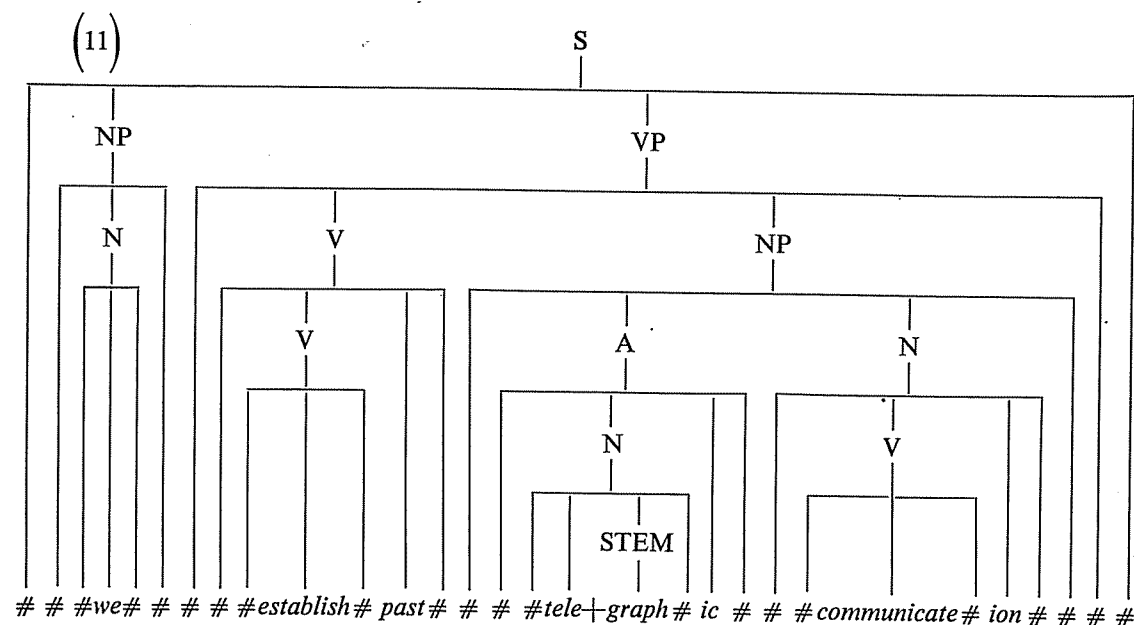 (11) S
NP VP
N V NP
V A N
N V
STEM
# # #we# # # # #establish# past# # # #tele+graph# ic # # #communicate# ion# # # #